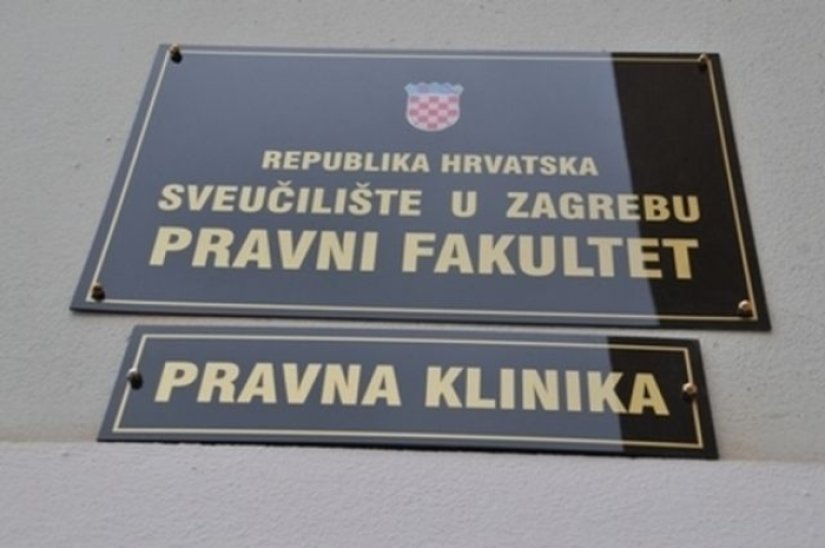 REPUBLIKA HRVATSKA
SVEUČILIŠTE U ZAGREBU
PRAVNI FAKULTET
PRAVNA KLINIKA